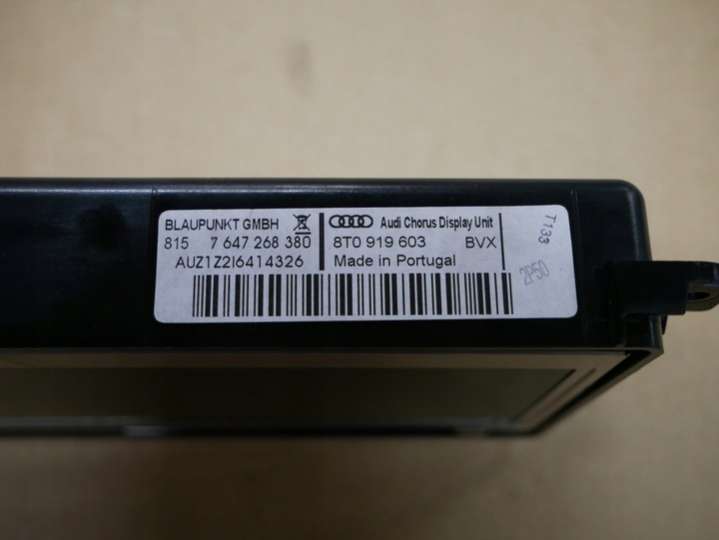 BLAUPUNKT GMBH
815 7 647 268 380
AUZ1Z2I6414326
Audi Chorus Display Unit
8T0 919 603 BVX
Made in Portugal
T133
2P50